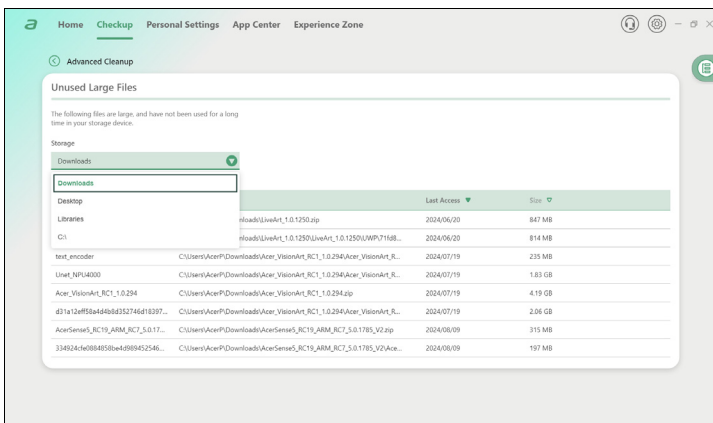 Home Checkup Personal Settings App Center Experience Zone
Advanced Cleanup
Unused Large Files
The following files are large, and have not been used for a long
time in your storage device.
Storage
Downloads
Downloads
Desktop
Libraries
C:\
Last Access Size
nloads\LiveArt_1.0.1250.zip 2024/06/20 847 MB
nloads\LiveArt_1.0.1250\LiveArt_1.0.1250\UWP\71fd8... 2024/06/20 814 MB
text_encoder C:\Users\AcerP\Downloads\Acer_VisionArt_RC1_1.0.294\Acer_VisionArt_R... 2024/07/19 235 MB
Unet_NPU4000 C:\Users\AcerP\Downloads\Acer_VisionArt_RC1_1.0.294\Acer_VisionArt_R... 2024/07/19 1.83 GB
Acer_VisionArt_RC1_1.0.294 C:\Users\AcerP\Downloads\Acer_VisionArt_RC1_1.0.294.zip 2024/07/19 4.19 GB
d31a12eff58a4d4b8d352746d18397... C:\Users\AcerP\Downloads\Acer_VisionArt_RC1_1.0.294\Acer_VisionArt_R... 2024/07/19 2.06 GB
AcerSense5_RC19_ARM_RC7_5.0.17... C:\Users\AcerP\Downloads\AcerSense5_RC19_ARM_RC7_5.0.1785_V2.zip 2024/08/09 315 MB
334924cfe0884858be4d989452546... C:\Users\AcerP\Downloads\AcerSense5_RC19_ARM_RC7_5.0.1785_V2\Ace... 2024/08/09 197 MB